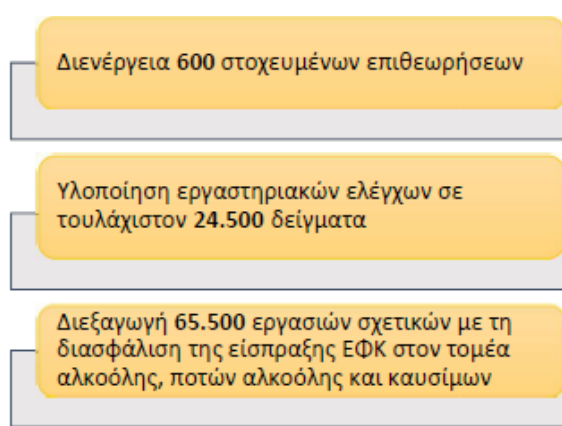 Διενέργεια 600 στοχευμένων επιθεωρήσεων
Υλοποίηση εργαστηριακών ελέγχων σε
τουλάχιστον 24.500 δείγματα
Διεξαγωγή 65.500 εργασιών σχετικών με τη
διασφάλιση της είσπραξης ΕΦΚ στον τομέα
αλκοόλης, ποτών αλκοόλης και καυσίμων